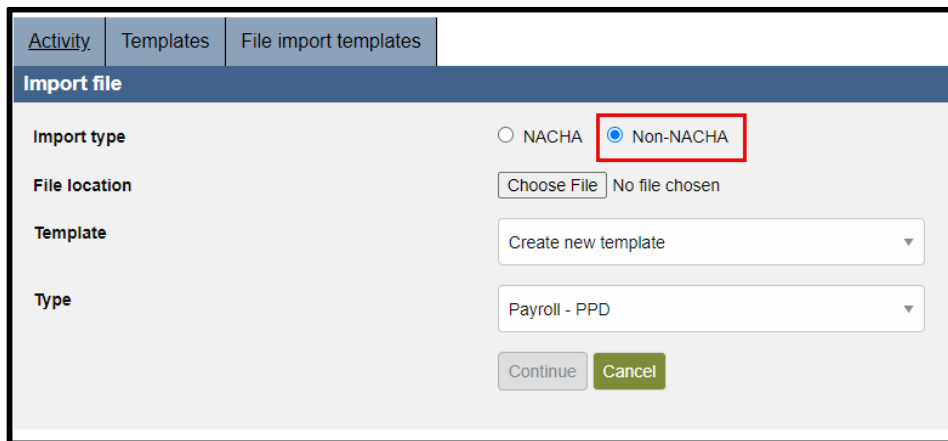 Activity Templates File import templates
Import file
Import type NACHA Non-NACHA
File location Choose File No file chosen
Template Create new template
Type Payroll - PPD
Continue Cancel